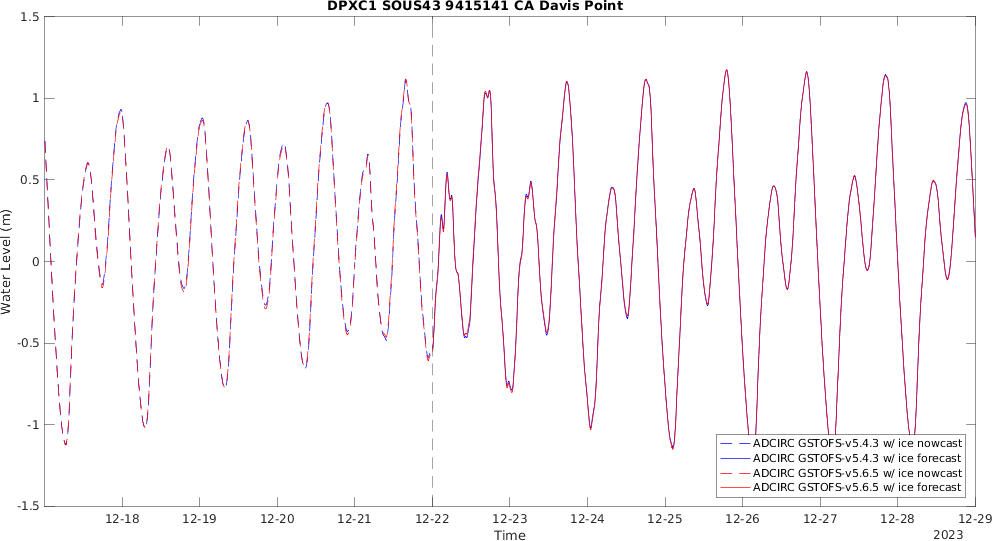 DPXC1 SOUS43 9415141 CA Davis Point
1.5
1
0.5
0
-0.5
-1
-1.5
Water Level (m)
12-18 12-19 12-20 12-21 12-22 12-23 12-24 12-25 12-26 12-27 12-28 12-29
Time
2023
ADCIRC GSTOFS-v5.4.3 w/ ice nowcast
ADCIRC GSTOFS-v5.4.3 w/ ice forecast
ADCIRC GSTOFS-v5.6.5 w/ ice nowcast
ADCIRC GSTOFS-v5.6.5 w/ ice forecast